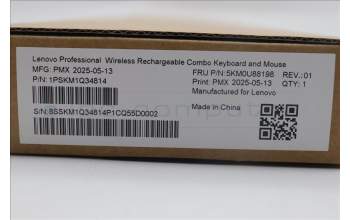 Lenovo Professional Wireless Rechargeable Combo Keyboard and Mouse
MFG: PMX 2025-05-13 FRU P/N: 5KM0U88198 REV.: 01
P/N: 1PSKM1Q34814 Print: PMX 2025-05-13 QTY: 1
Manufactured for Lenovo
Made in China
S/N: 8SSKM1Q34814P1CQ55D0002